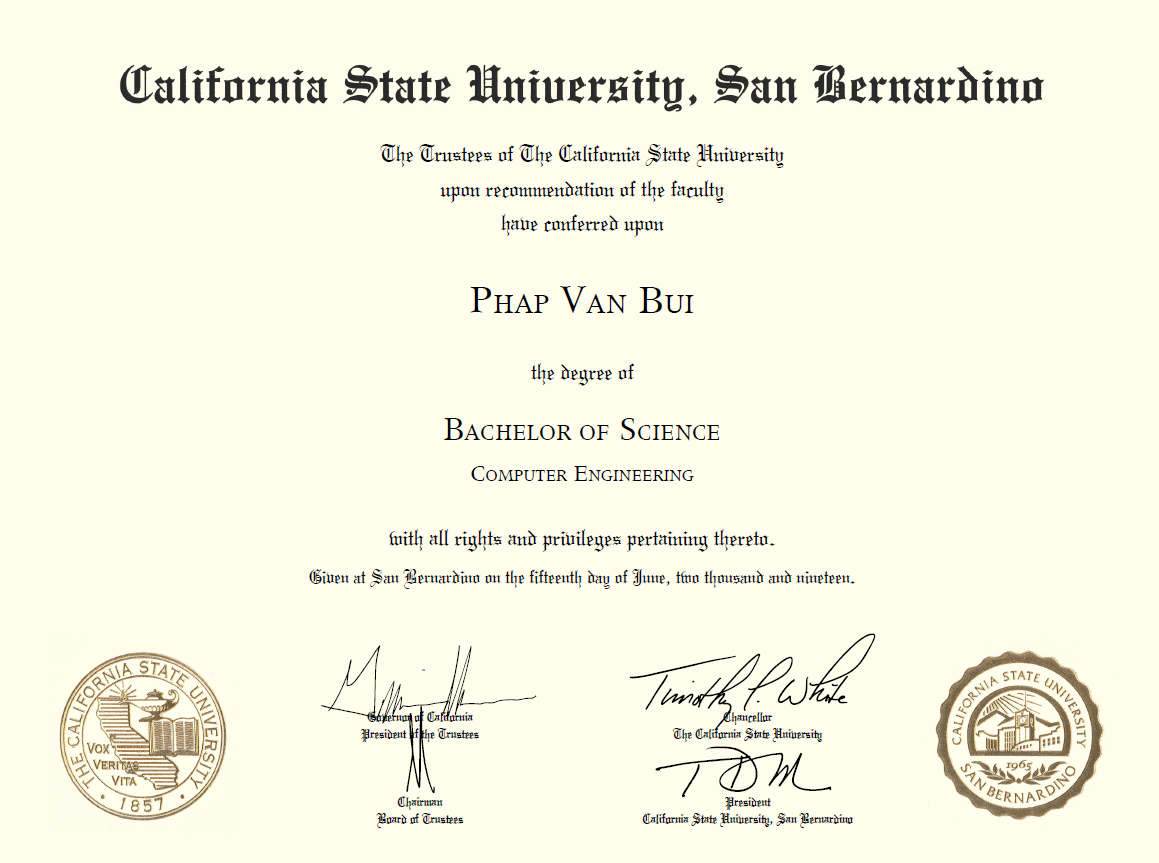 California State University, San Bernardino
The Trustees of The California State University
upon recommendation of the faculty
have conferred upon
Phap Van Bui
the degree of
Bachelor of Science
Computer Engineering
with all rights and privileges pertaining thereto.
Given at San Bernardino on the fifteenth day of June, two thousand and nineteen.
Timothy P. White
Governor of California
President of the Trustees
Chancellor
The California State University
Chairman
Board of Trustees
President
California State University, San Bernardino
THE CALIFORNIA STATE UNIVERSITY
VOX
VERITAS
VITA
1857
CALIFORNIA STATE UNIVERSITY
1965
SAN BERNARDINO